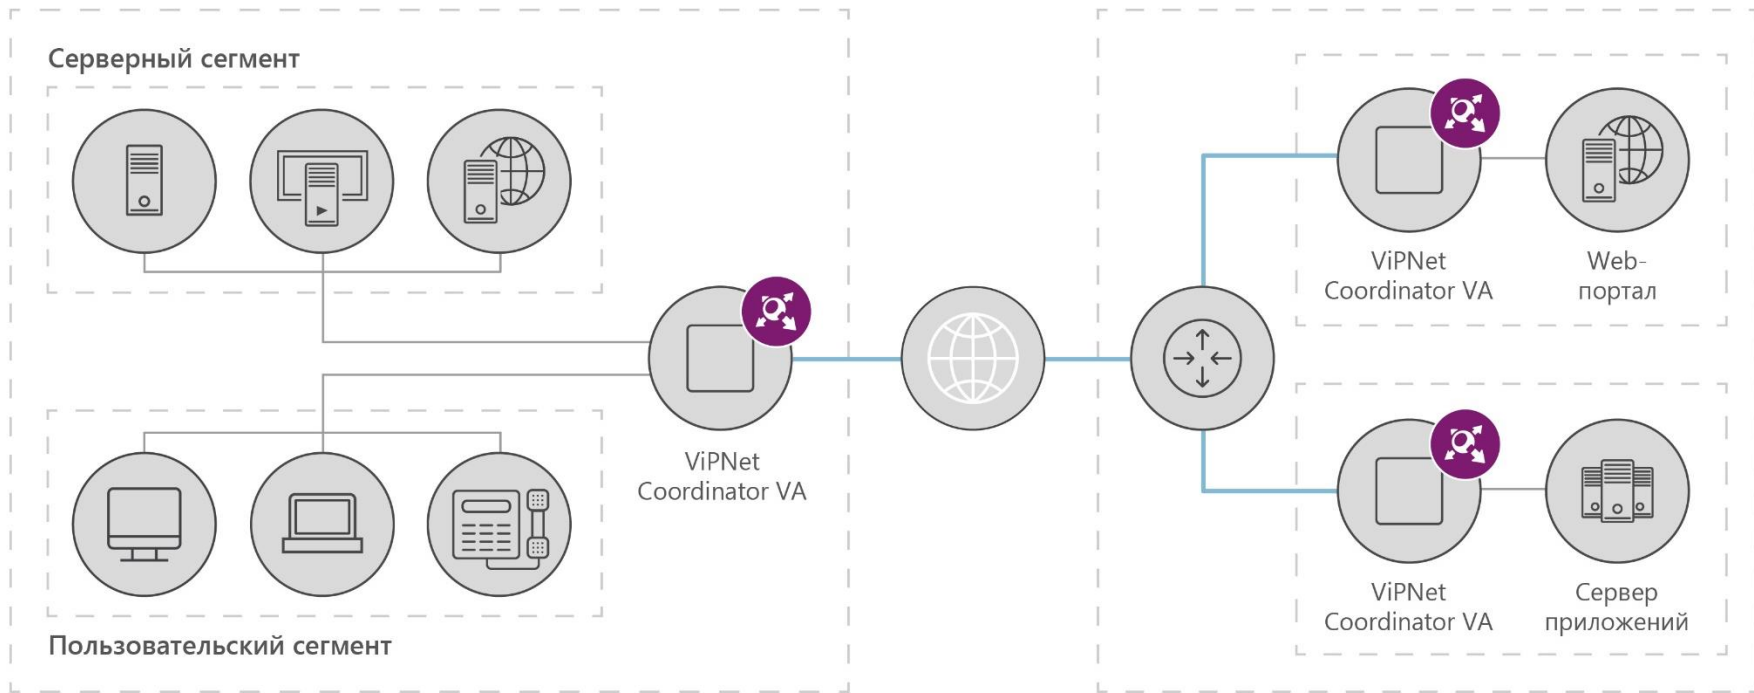 Серверный сегмент
ViPNet
Coordinator VA
Пользовательский сегмент
ViPNet
Coordinator VA
Web-
портал
ViPNet
Coordinator VA
Сервер
приложений